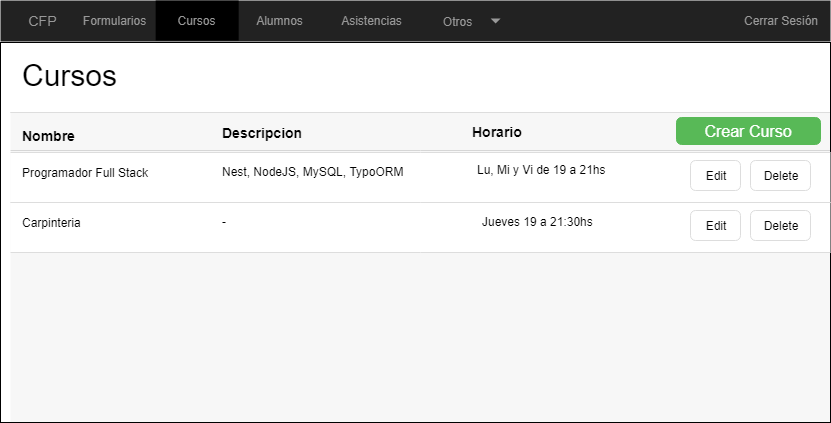 CFP Formularios Cursos Alumnos Asistencias Otros Cerrar Sesión
Cursos
Nombre Descripcion Horario Crear Curso
Programador Full Stack Nest, NodeJS, MySQL, TypoORM Lu, Mi y Vi de 19 a 21hs Edit Delete
Carpinteria - Jueves 19 a 21:30hs Edit Delete